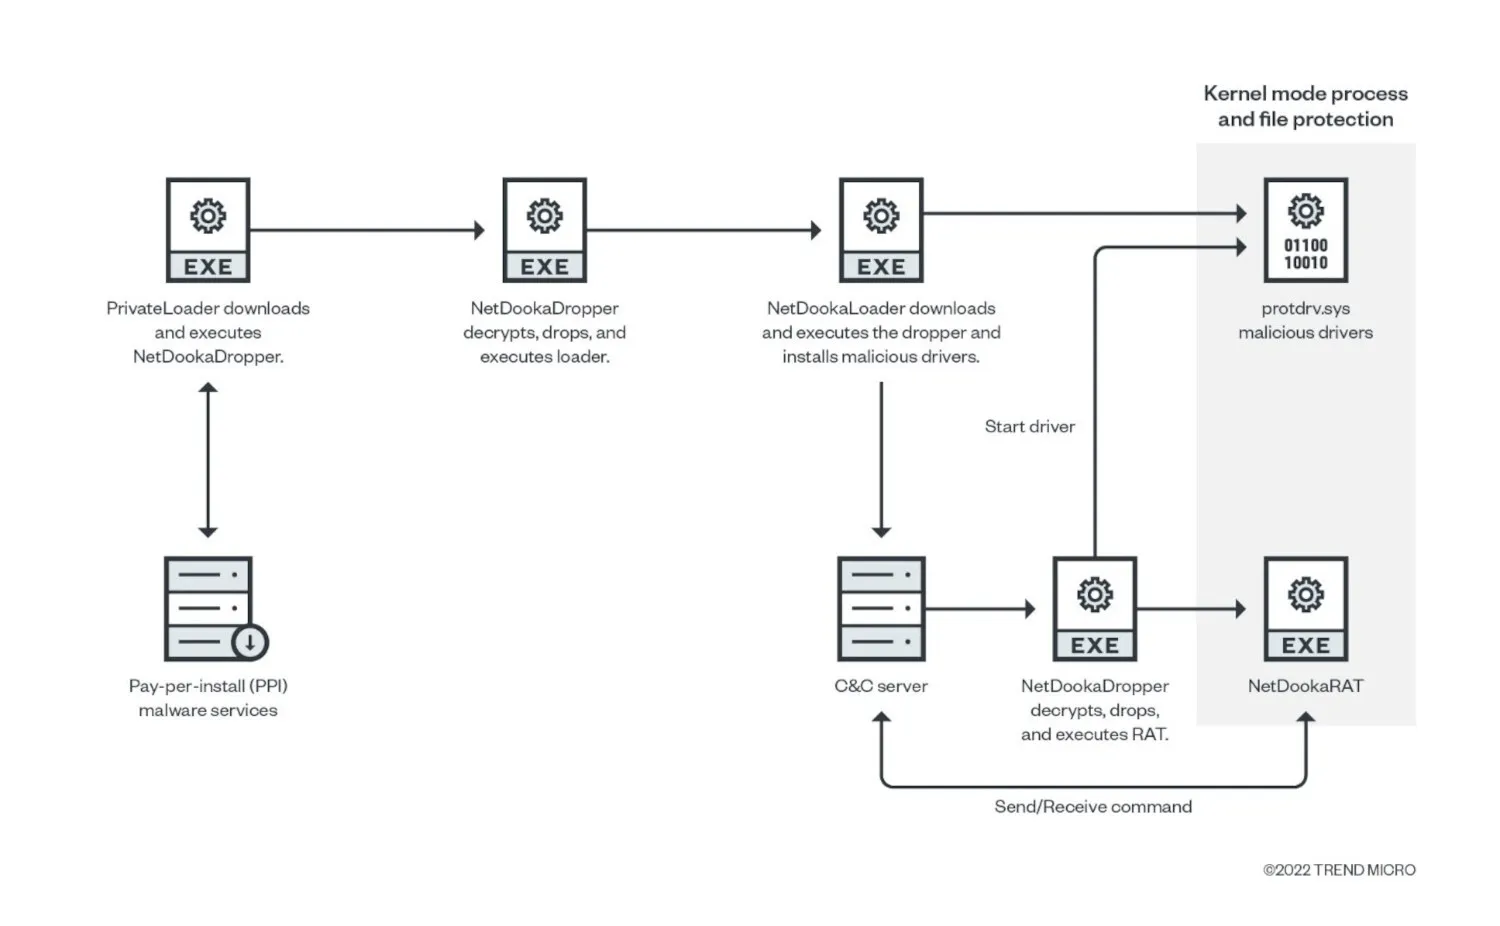 Kernel mode process
and file protection
EXE
EXE
EXE
01100
10010
PrivateLoader downloads
and executes
NetDookaDropper.
NetDookaDropper
decrypts, drops, and
executes loader.
NetDookaLoader downloads
and executes the dropper and
installs malicious drivers.
protdrv.sys
malicious drivers
Start driver
EXE
EXE
Pay-per-install (PPI)
malware services
C&C server
NetDookaDropper
decrypts, drops,
and executes RAT.
NetDookaRAT
Send/Receive command
©2022 TREND MICRO